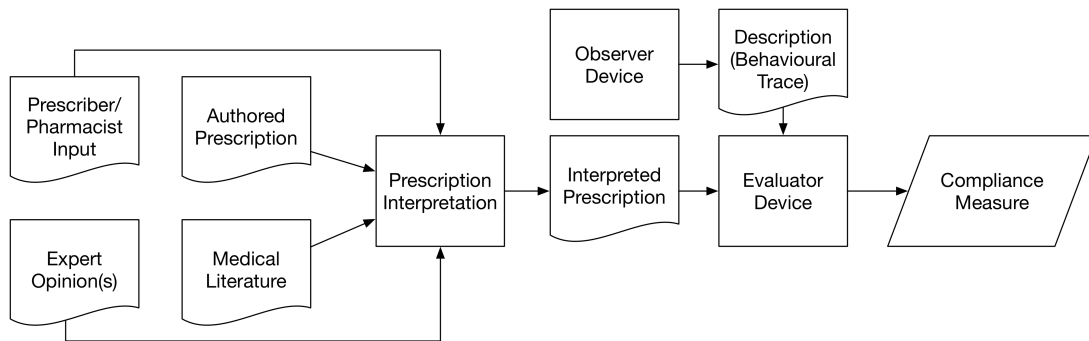 Prescriber/
Pharmacist
Input
Authored
Prescription
Expert
Opinion(s)
Medical
Literature
Prescription
Interpretation
Observer
Device
Description
(Behavioural
Trace)
Interpreted
Prescription
Evaluator
Device
Compliance
Measure